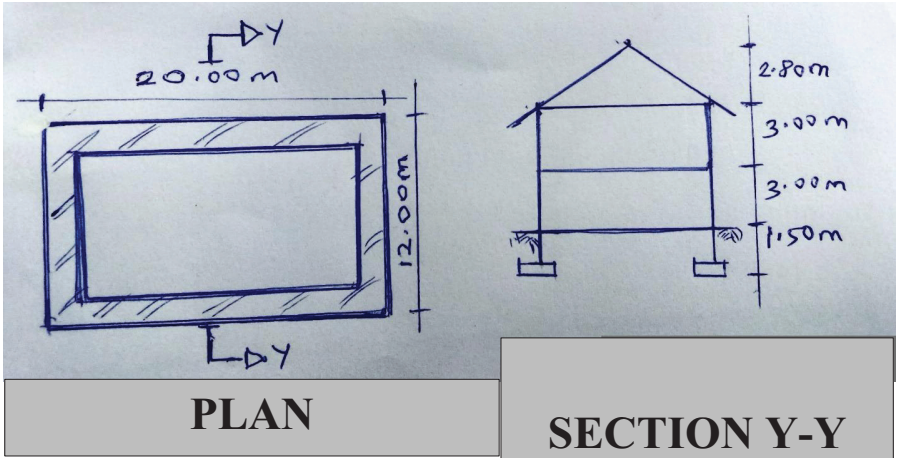 Y
20.00m
12.00m
Y
PLAN
2.80m
3.00m
3.00m
1.50m
SECTION Y-Y